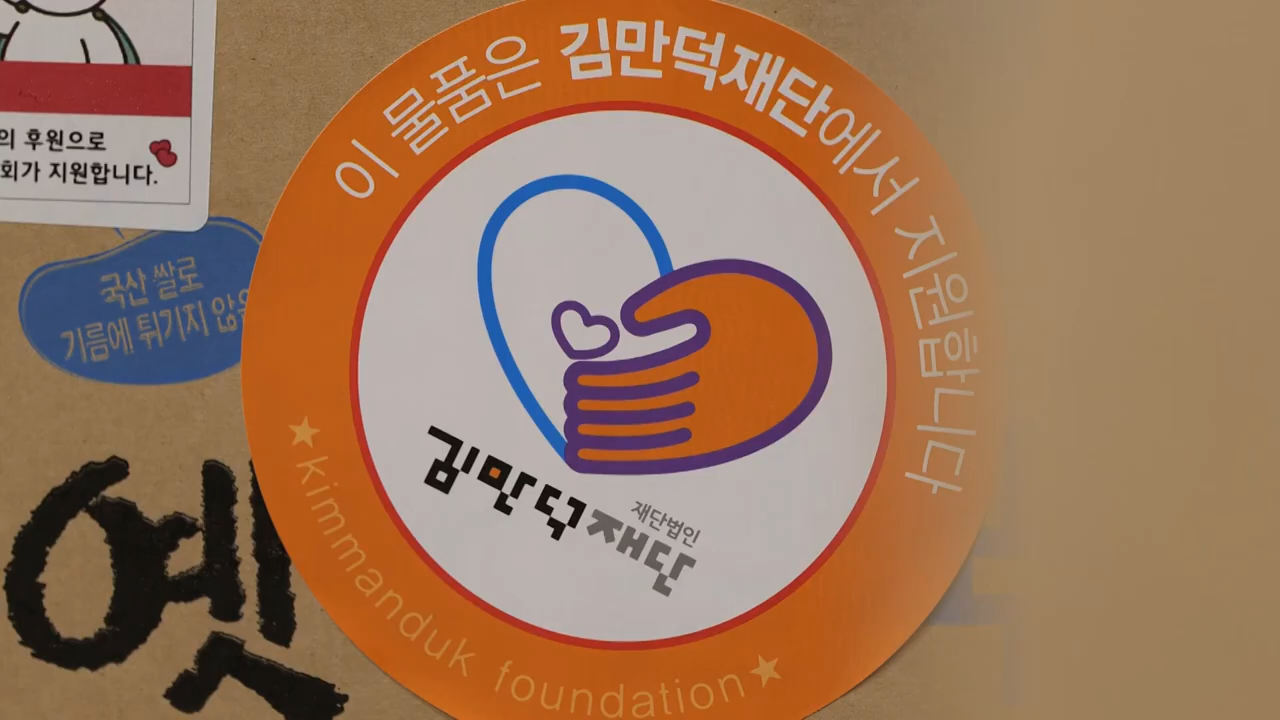 이 물품은 김만덕재단에서 지원합니다
의 후원으로
회가 지원합니다.
국산 쌀로
기름에 튀기지 않은
김만덕재단
재단법인
옛
kimmanduk foundation